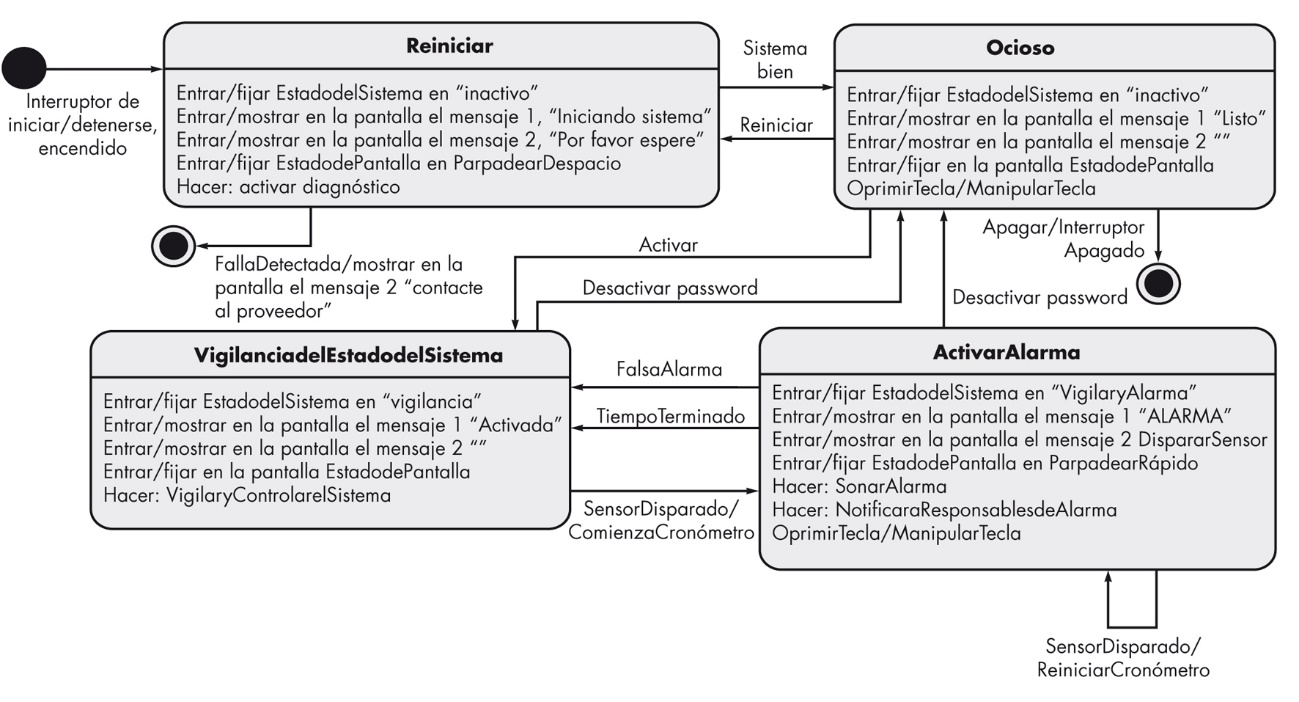 Interruptor de
iniciar/detenerse,
encendido
Reiniciar
Entrar/fijar EstadodelSistema en “inactivo”
Entrar/mostrar en la pantalla el mensaje 1, “Iniciando sistema”
Entrar/mostrar en la pantalla el mensaje 2, “Por favor espere”
Entrar/fijar EstadodePantalla en ParpadearDespacio
Hacer: activar diagnóstico
Sistema
bien
Reiniciar
Ocioso
Entrar/fijar EstadodelSistema en “inactivo”
Entrar/mostrar en la pantalla el mensaje 1 “Listo”
Entrar/mostrar en la pantalla el mensaje 2 “”
Entrar/fijar en la pantalla EstadodePantalla
OprimirTecla/ManipularTecla
FallaDetectada/mostrar en la
pantalla el mensaje 2 “contacte
al proveedor”
Activar
Desactivar password
Apagar/Interruptor
Apagado
Desactivar password
VigilanciadelEstadodelSistema
Entrar/fijar EstadodelSistema en “vigilancia”
Entrar/mostrar en la pantalla el mensaje 1 “Activada”
Entrar/mostrar en la pantalla el mensaje 2 “”
Entrar/fijar en la pantalla EstadodePantalla
Hacer: VigilaryControlarelSistema
FalsaAlarma
TiempoTerminado
SensorDisparado/
ComienzaCronómetro
ActivarAlarma
Entrar/fijar EstadodelSistema en “VigilaryAlarma”
Entrar/mostrar en la pantalla el mensaje 1 “ALARMA”
Entrar/mostrar en la pantalla el mensaje 2 DispararSensor
Entrar/fijar EstadodePantalla en ParpadearRápido
Hacer: SonarAlarma
Hacer: NotificaraResponsablesdeAlarma
OprimirTecla/ManipularTecla
SensorDisparado/
ReiniciarCronómetro